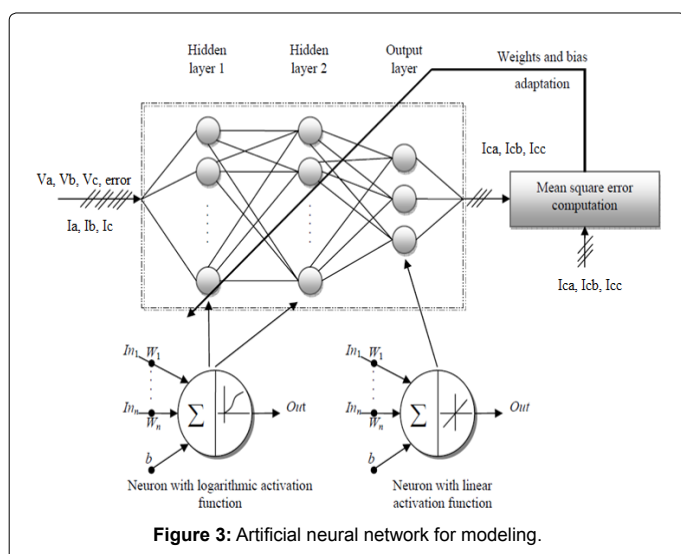 Hidden
layer 1
Hidden
layer 2
Output
layer
Weights and bias
adaptation
Va, Vb, Vc, error
Ia, Ib, Ic
Ica, Icb, Icc
Mean square error
computation
Ica, Icb, Icc
In1 W1
Inn Wn
b
Σ
Out
In1 W1
Inn Wn
b
Σ
Out
Neuron with logarithmic activation
function
Neuron with linear
activation function
Figure 3: Artificial neural network for modeling.